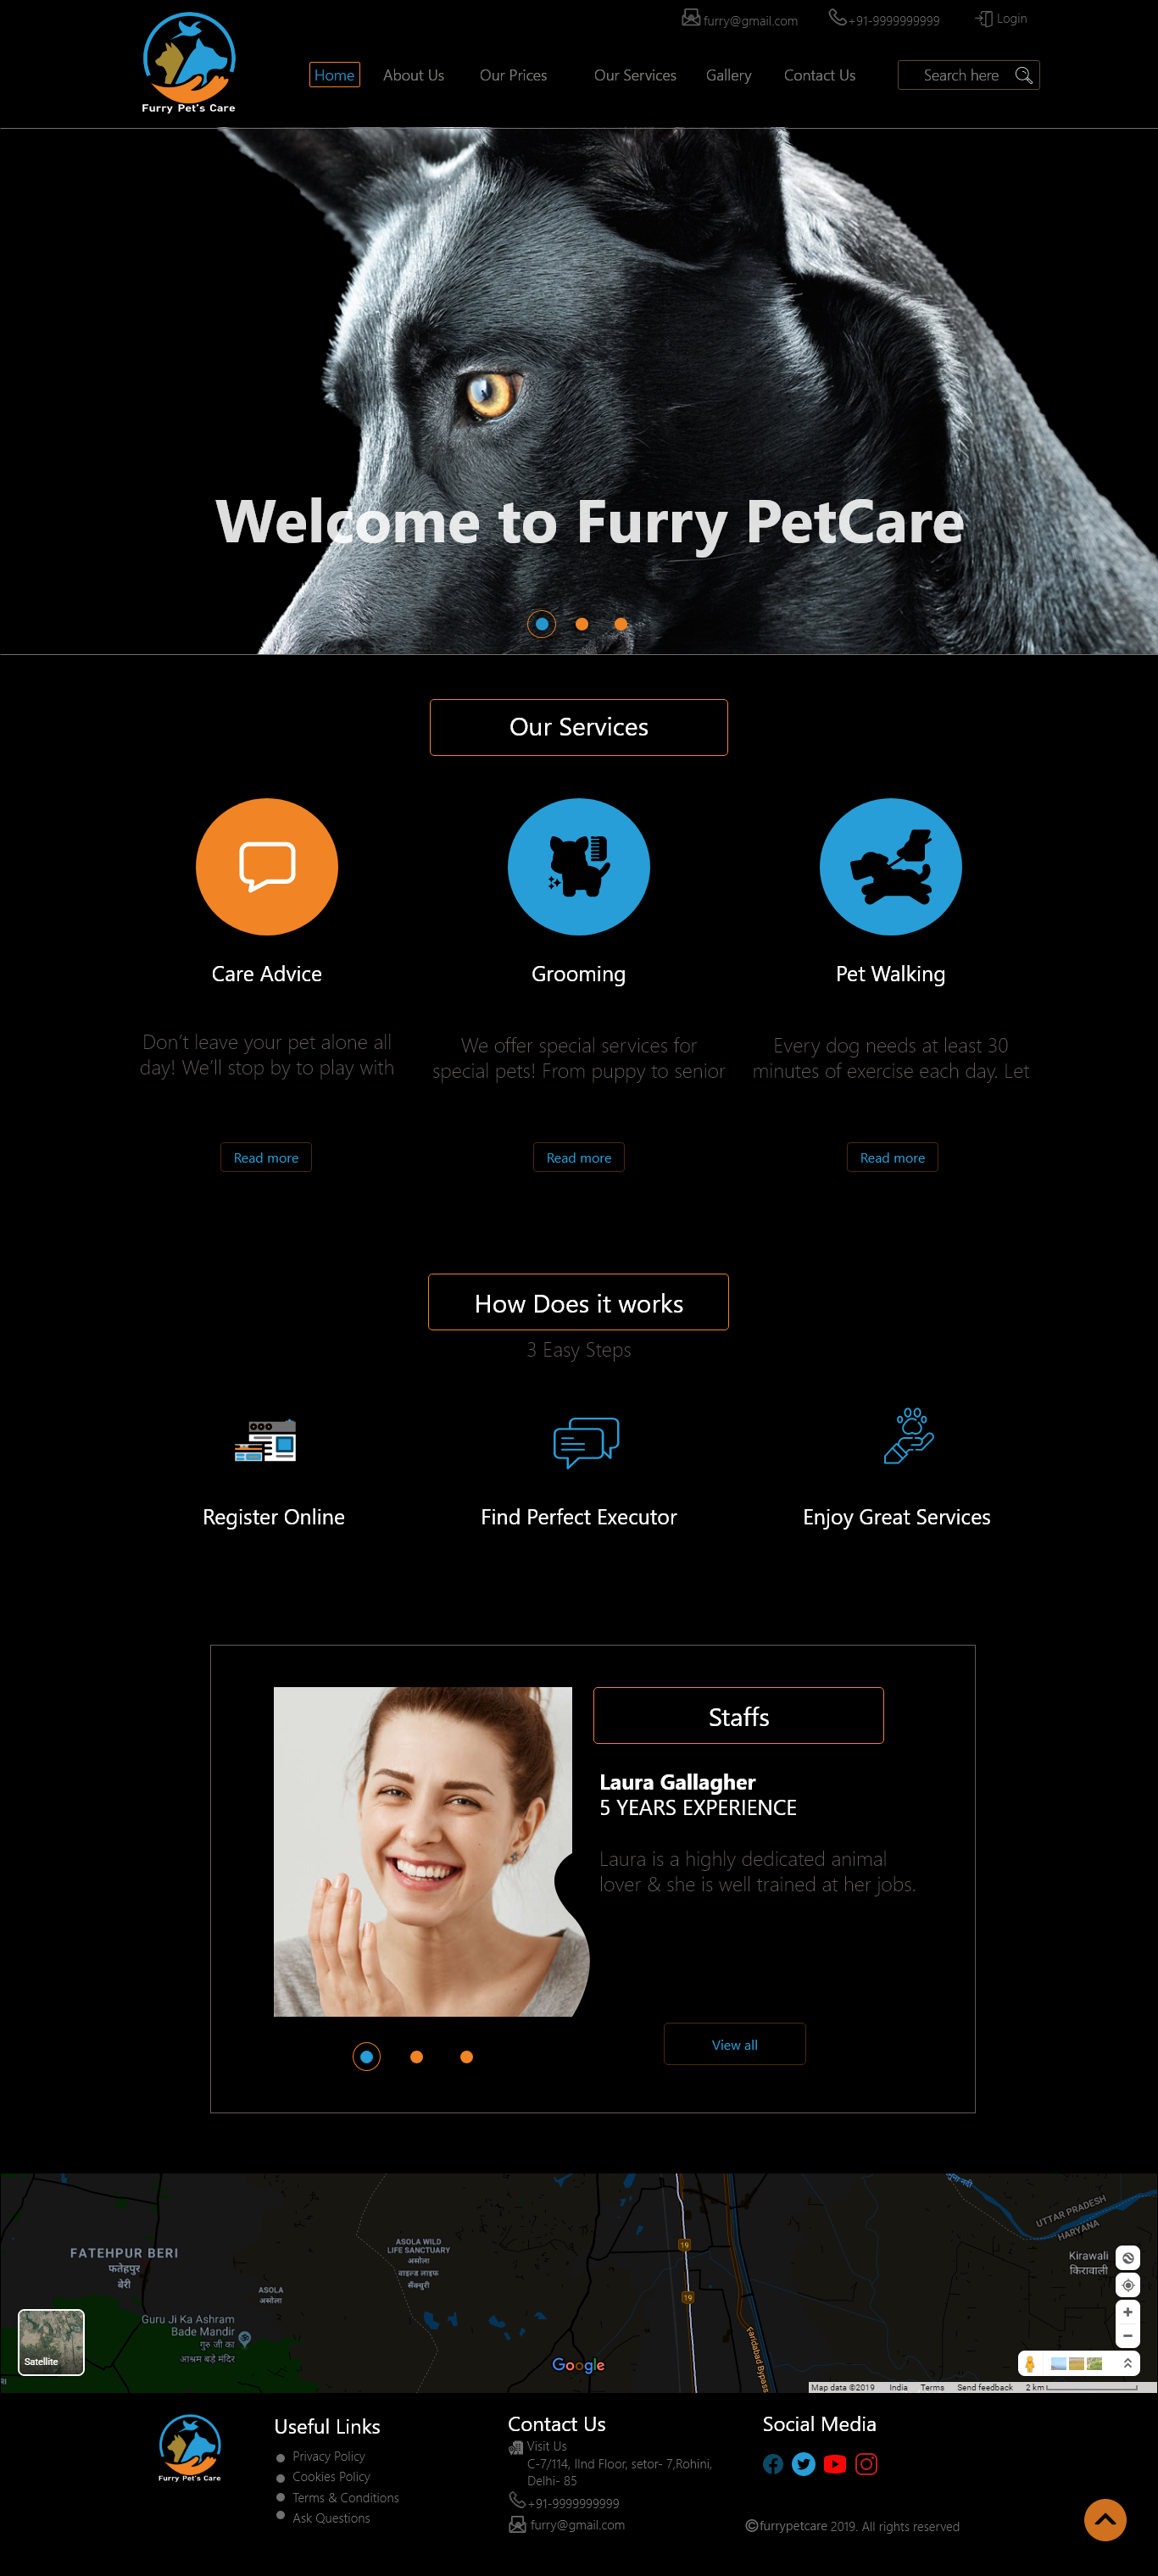 furry@gmail.com
+91-9999999999
Login
Furry Pet's Care
Home
About Us
Our Prices
Our Services
Gallery
Contact Us
Search here
Welcome to Furry PetCare
Our Services
Care Advice
Grooming
Pet Walking
Don't leave your pet alone all
day! We'll stop by to play with
We offer special services for
special pets! From puppy to senior
Every dog needs at least 30
minutes of exercise each day. Let
Read more
Read more
Read more
How Does it works
3 Easy Steps
Register Online
Find Perfect Executor
Enjoy Great Services
Staffs
Laura Gallagher
5 YEARS EXPERIENCE
Laura is a highly dedicated animal
lover & she is well trained at her jobs.
View all
UTTAR PRADESH
HARYANA
FATEHPUR BERI
फतेहपुर
बेरी
ASOLA WILD
LIFE SANCTUARY
असोला
वाइल्ड लाइफ
सैंक्चुरी
19
Kirawali
किरावाली
ASOLA
असोला
19
Guru Ji Ka Ashram
Bade Mandir
गुरु जी का
आश्रम बड़े मंदिर
Faridabad Bypass
Satellite
Google
Map data ©2019
India
Terms
Send feedback
2 km
Furry Pet's Care
Useful Links
Privacy Policy
Cookies Policy
Terms & Conditions
Ask Questions
Contact Us
Visit Us
C-7/114, IInd Floor, setor- 7,Rohini,
Delhi- 85
+91-9999999999
furry@gmail.com
Social Media
©furrypetcare 2019. All rights reserved